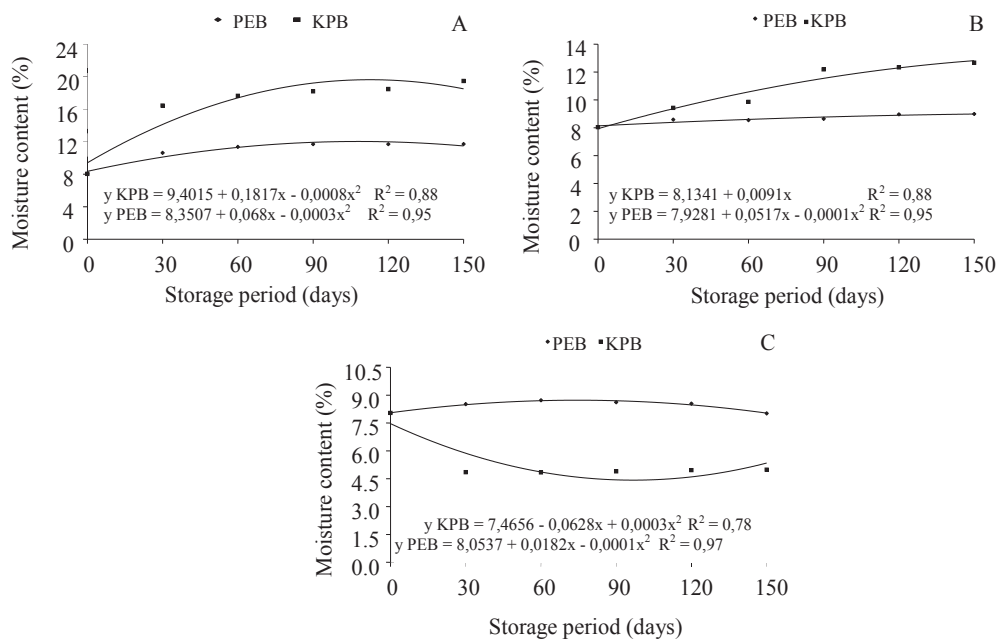 PEB KPB A
Moisture content (%)
24
20
16
12
8
4
0
y KPB = 9,4015 + 0,1817x - 0,0008x² R² = 0,88
y PEB = 8,3507 + 0,068x - 0,0003x² R² = 0,95
0 30 60 90 120 150
Storage period (days)
PEB KPB B
Moisture content (%)
14
12
10
8
6
4
2
0
y KPB = 8,1341 + 0,0091x R² = 0,88
y PEB = 7,9281 + 0,0517x - 0,0001x² R² = 0,95
0 30 60 90 120 150
Storage period (days)
PEB KPB C
Moisture content (%)
10.5
9.0
7.5
6.0
4.5
3.0
1.5
0.0
y KPB = 7,4656 - 0,0628x + 0,0003x² R² = 0,78
y PEB = 8,0537 + 0,0182x - 0,0001x² R² = 0,97
0 30 60 90 120 150
Storage period (days)